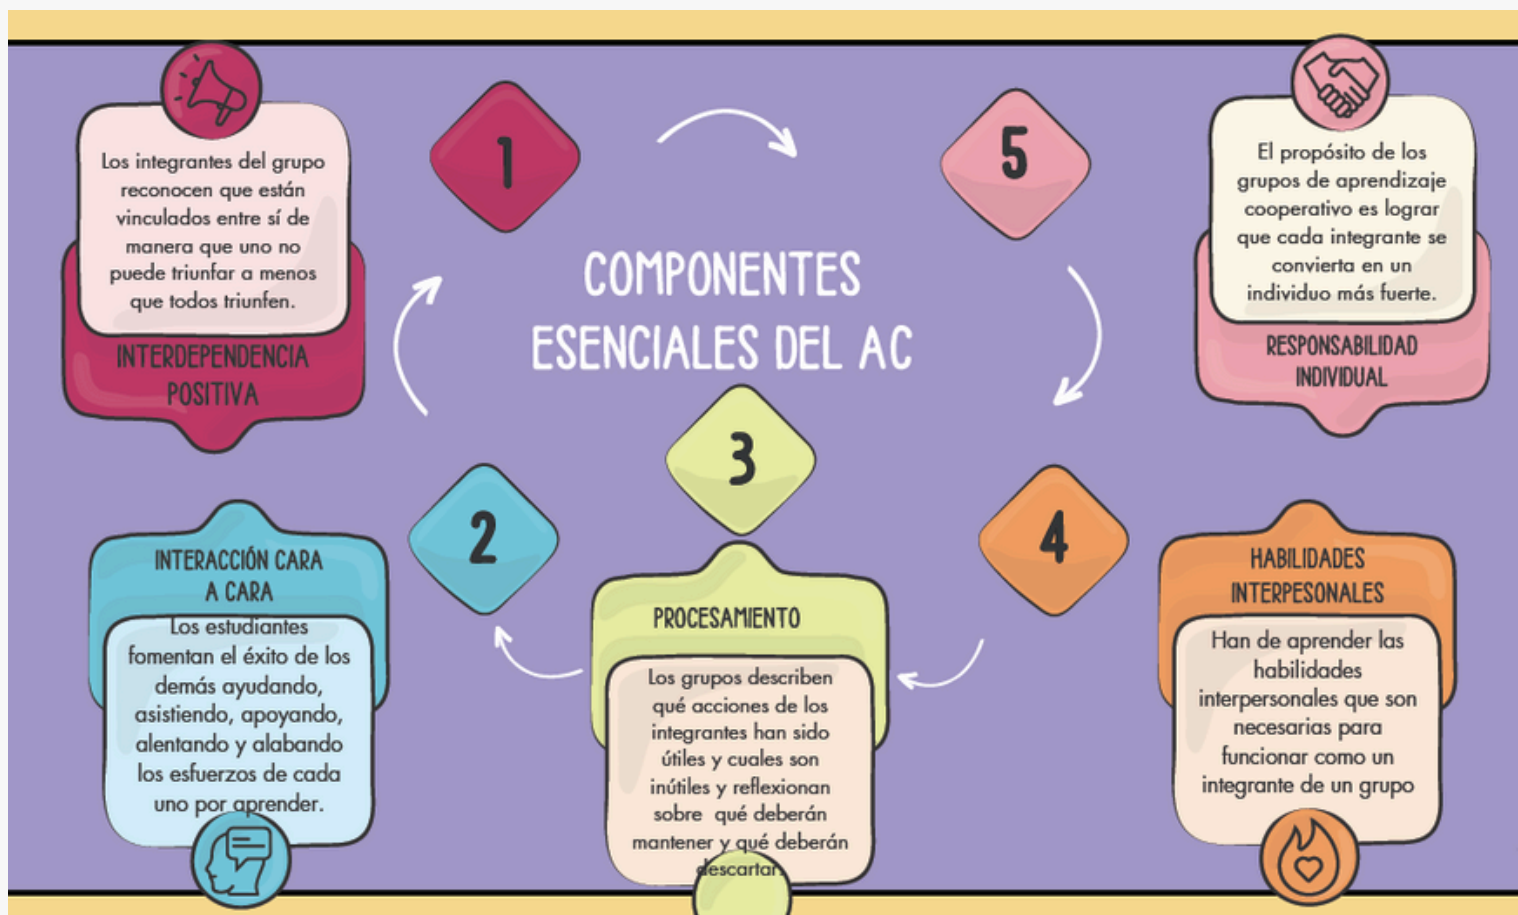 COMPONENTES
ESENCIALES DEL AC
1
Los integrantes del grupo
reconocen que están
vinculados entre sí de
manera que uno no
puede triunfar a menos
que todos triunfen.
INTERDEPENDENCIA
POSITIVA
2
INTERACCIÓN CARA
A CARA
Los estudiantes
fomentan el éxito de los
demás ayudando,
asistiendo, apoyando,
alentando y alabando
los esfuerzos de cada
uno por aprender.
3
PROCESAMIENTO
Los grupos describen
qué acciones de los
integrantes han sido
útiles y cuales son
inútiles y reflexionan
sobre qué deberán
mantener y qué deberán
descartar.
4
HABILIDADES
INTERPESONALES
Han de aprender las
habilidades
interpersonales que son
necesarias para
funcionar como un
integrante de un grupo
5
El propósito de los
grupos de aprendizaje
cooperativo es lograr
que cada integrante se
convierta en un
individuo más fuerte.
RESPONSABILIDAD
INDIVIDUAL